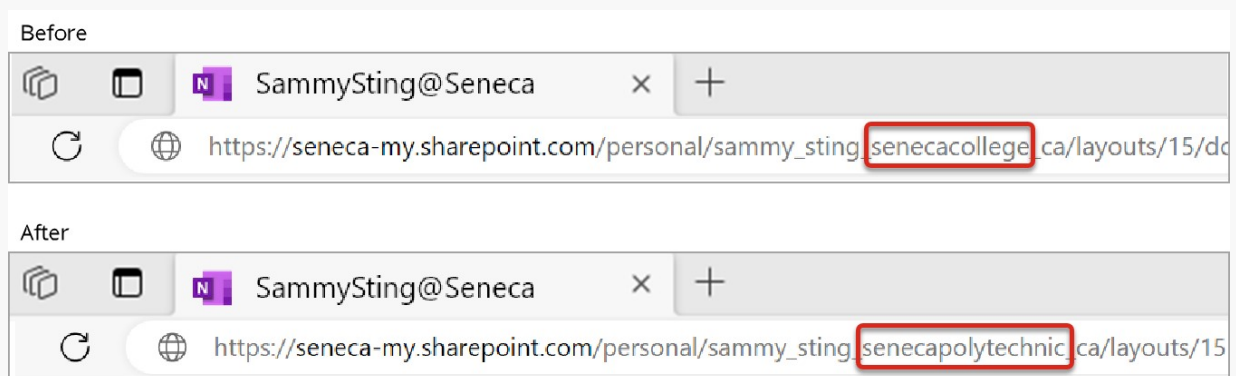 Before
N SammySting@Seneca
https://seneca-my.sharepoint.com/personal/sammy_sting_senecacollege_ca/layouts/15/do
After
N SammySting@Seneca
https://seneca-my.sharepoint.com/personal/sammy_sting_senecapolytechnic_ca/layouts/15